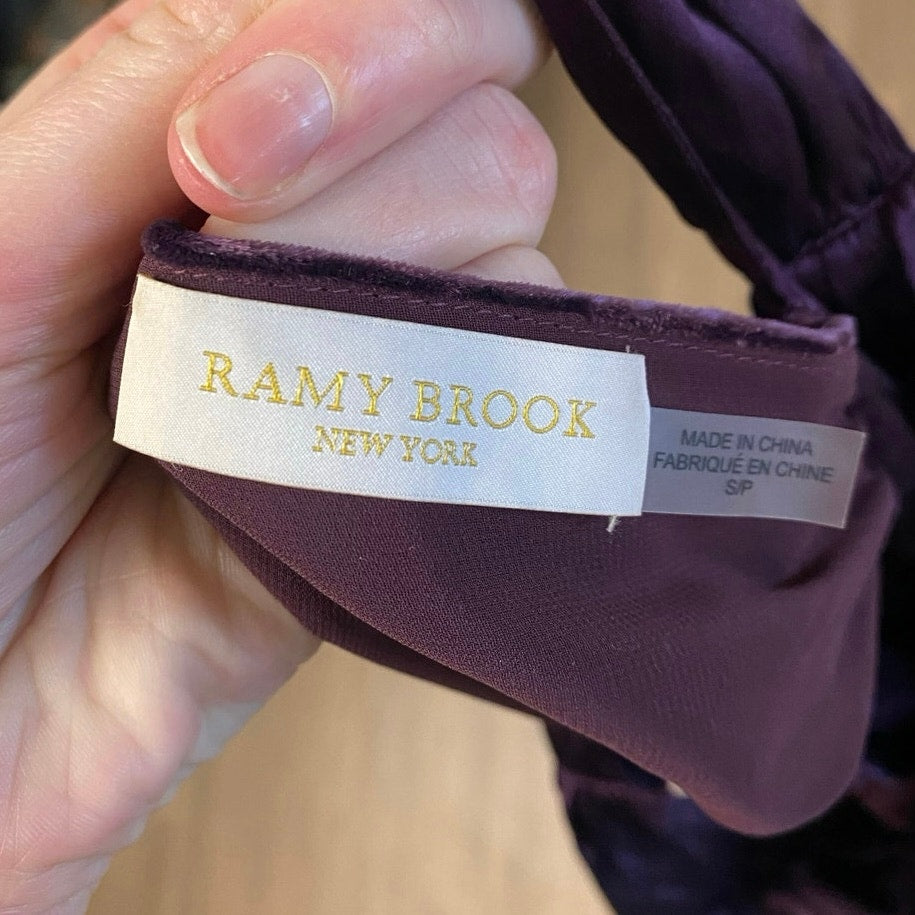 RAMY BROOK
NEW YORK
MADE IN CHINA
FABRIQUÉ EN CHINE
S/P